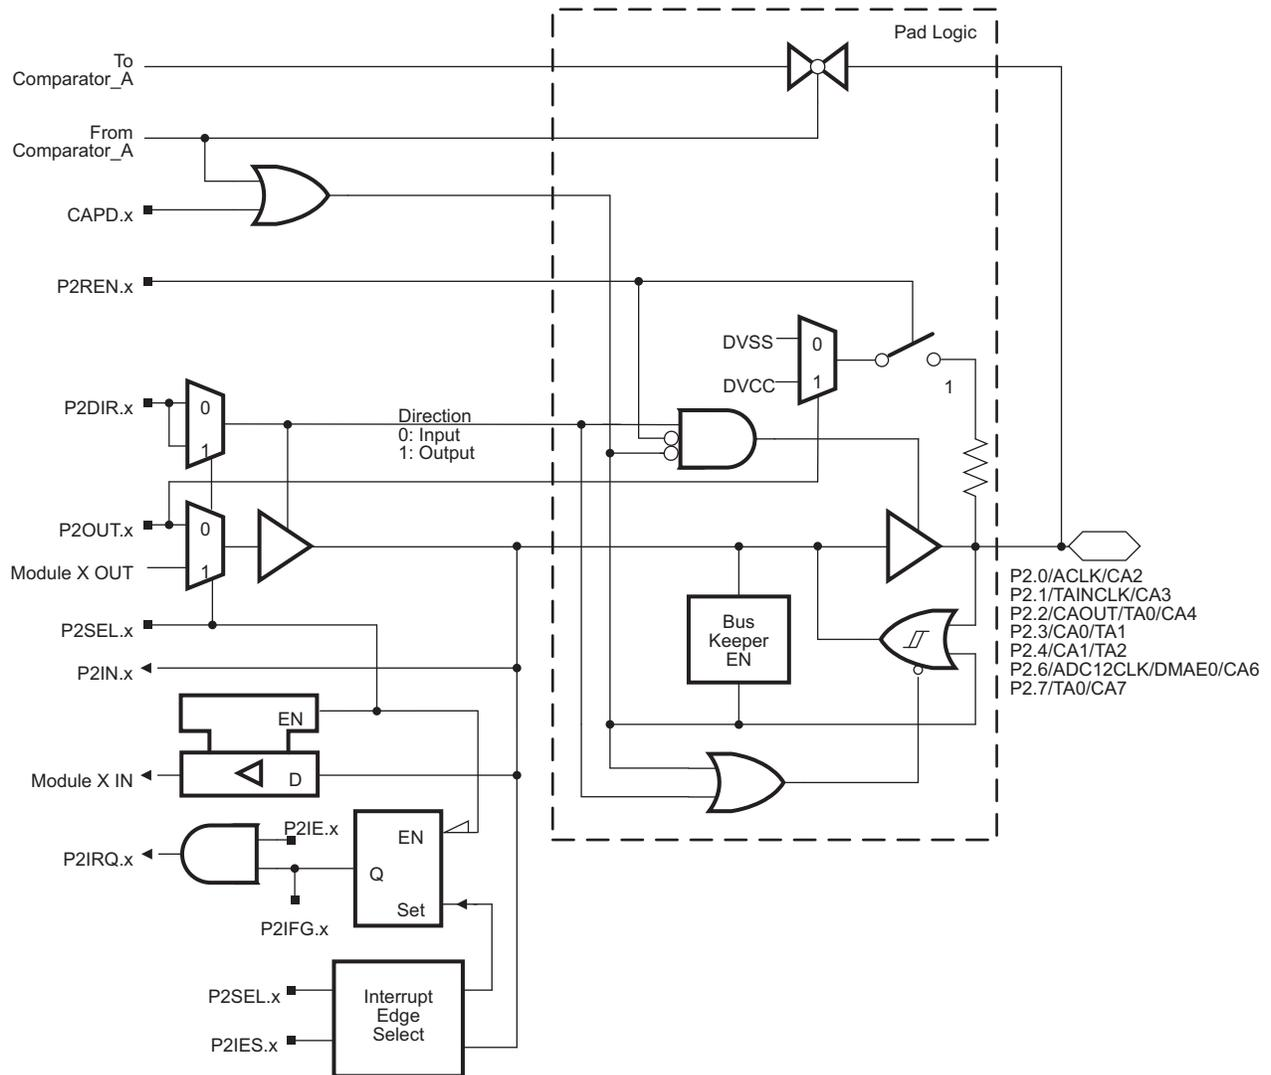 Pad Logic
To
Comparator_A
From
Comparator_A
CAPD.x
P2REN.x
DVSS
0
DVCC
1
1
P2DIR.x
0
1
Direction
0: Input
1: Output
P2OUT.x
0
Module X OUT
1
P2SEL.x
P2IN.x
Bus
Keeper
EN
P2.0/ACLK/CA2
P2.1/TAINCLK/CA3
P2.2/CAOUT/TA0/CA4
P2.3/CA0/TA1
P2.4/CA1/TA2
P2.6/ADC12CLK/DMAE0/CA6
P2.7/TA0/CA7
EN
Module X IN
D
P2IE.x
P2IRQ.x
EN
Q
Set
P2IFG.x
P2SEL.x
P2IES.x
Interrupt
Edge
Select